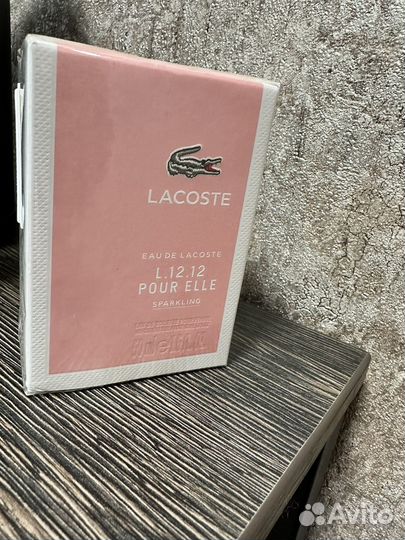 LACOSTE
EAU DE LACOSTE
L.12.12
POUR ELLE
SPARKLING
Avito